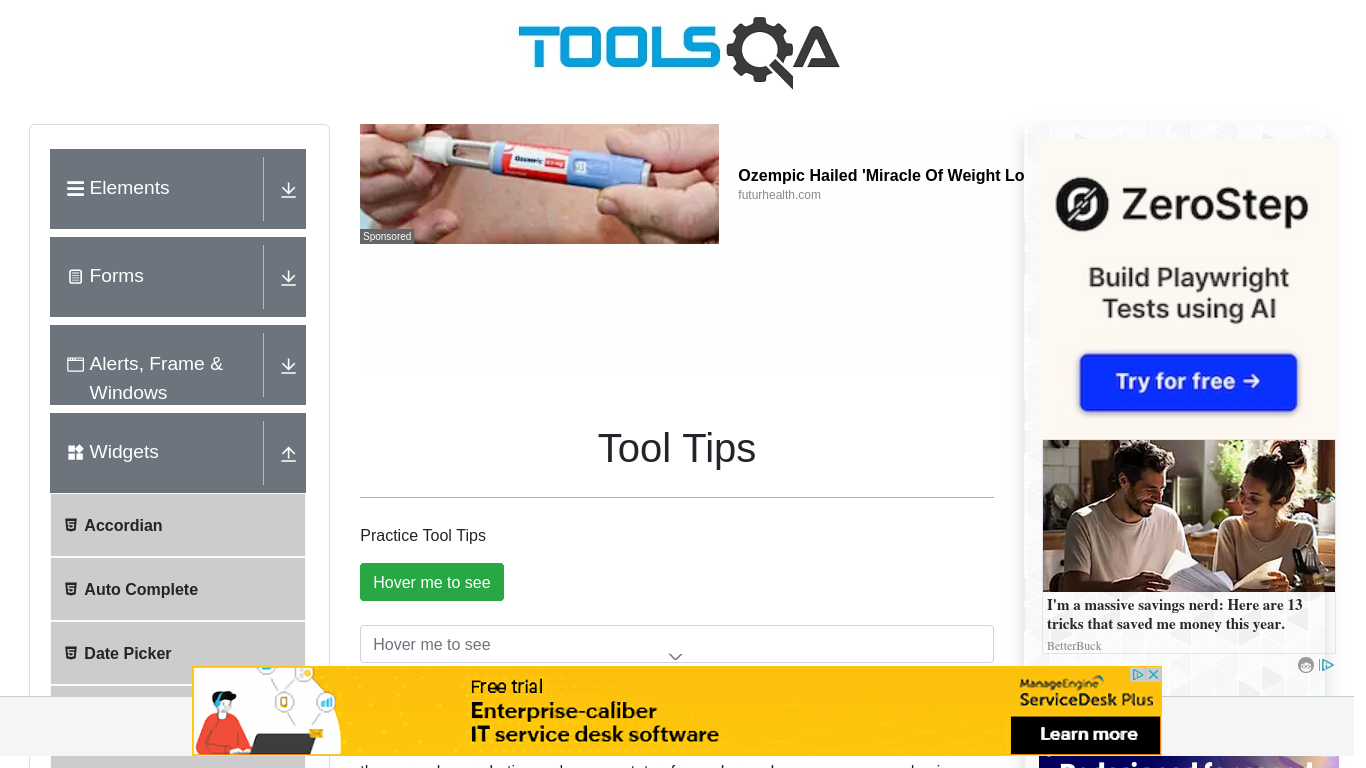 TOOLSQA
Elements
Forms
Alerts, Frame &
Windows
Widgets
Accordian
Auto Complete
Date Picker
Sponsored
Ozempic Hailed 'Miracle Of Weight Lo
futurhealth.com
Tool Tips
Practice Tool Tips
Hover me to see
Hover me to see
ZeroStep
Build Playwright
Tests using AI
Try for free →
I'm a massive savings nerd: Here are 13
tricks that saved me money this year.
BetterBuck
Free trial
Enterprise-caliber
IT service desk software
ManageEngine
ServiceDesk Plus
Learn more